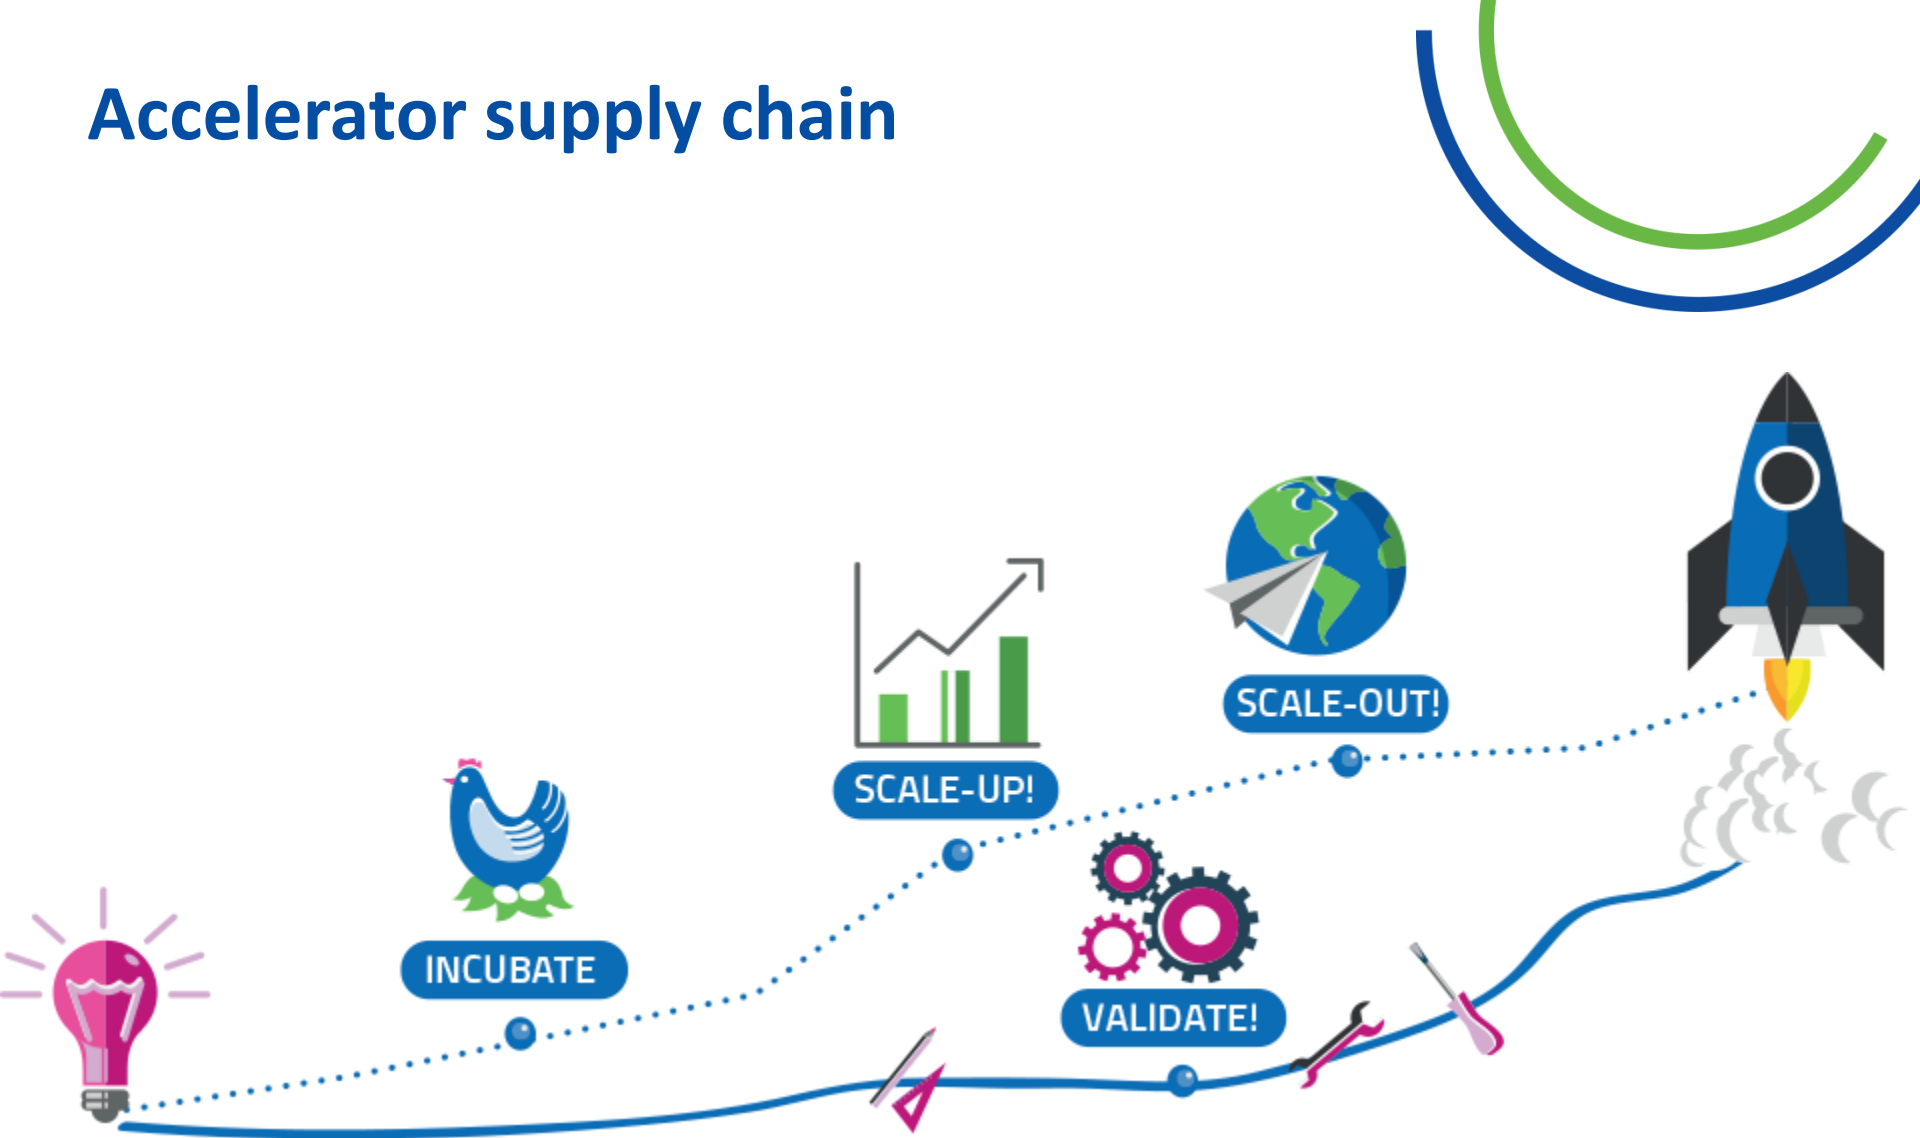 Accelerator supply chain
SCALE-OUT!
SCALE-UP!
INCUBATE
VALIDATE!